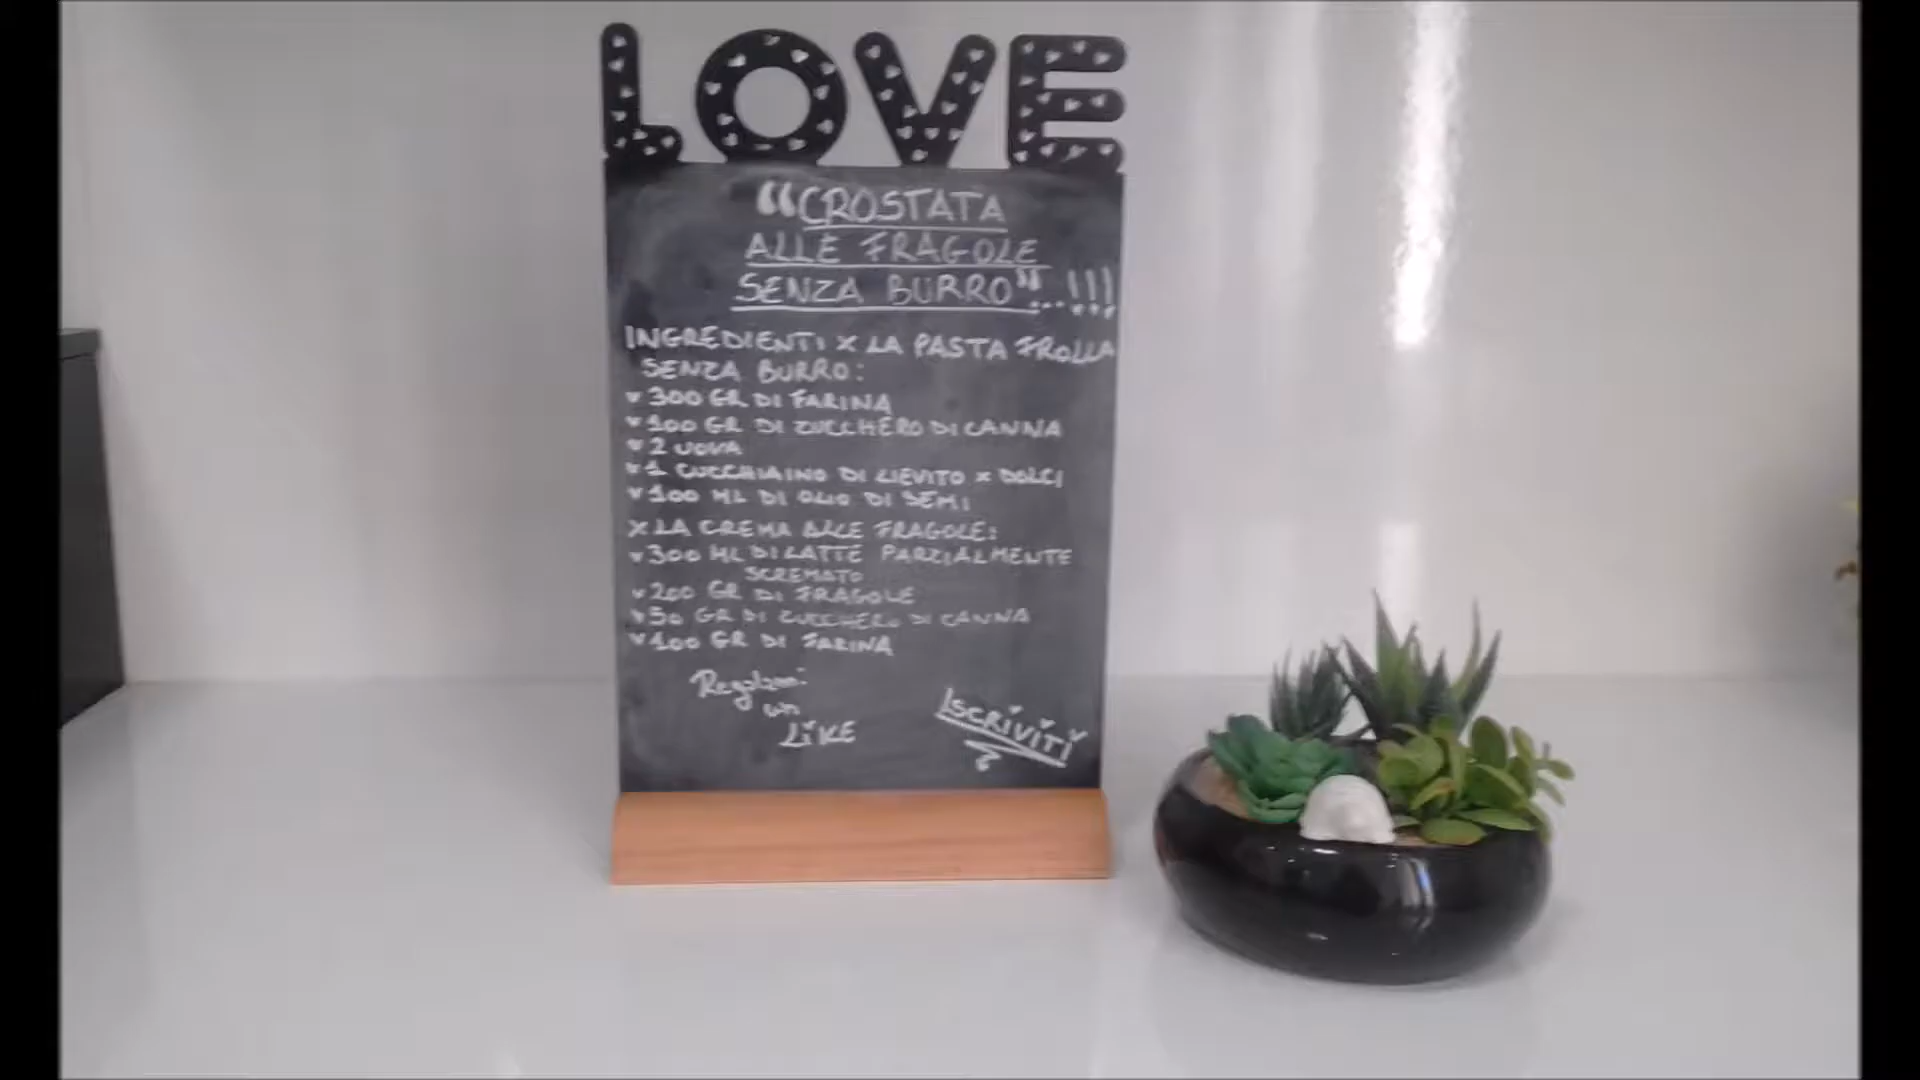 LOVE
“CROSTATA
ALLE FRAGOLE
SENZA BURRO”...!!!
INGREDIENTI X LA PASTA FROLLA
SENZA BURRO:
300 GR DI FARINA
100 GR DI ZUCCHERO DI CANNA
2 UOVA
1 CUCCHIAINO DI LIEVITO X DOLCI
100 ML DI OLIO DI SEMI
X LA CREMA ALLE FRAGOLE:
300 ML DI LATTE PARZIALMENTE
SCREMATO
200 GR DI FRAGOLE
50 GR DI ZUCCHERO DI CANNA
100 GR DI FARINA
Regalami
un
LiKE
ISCRiViTi